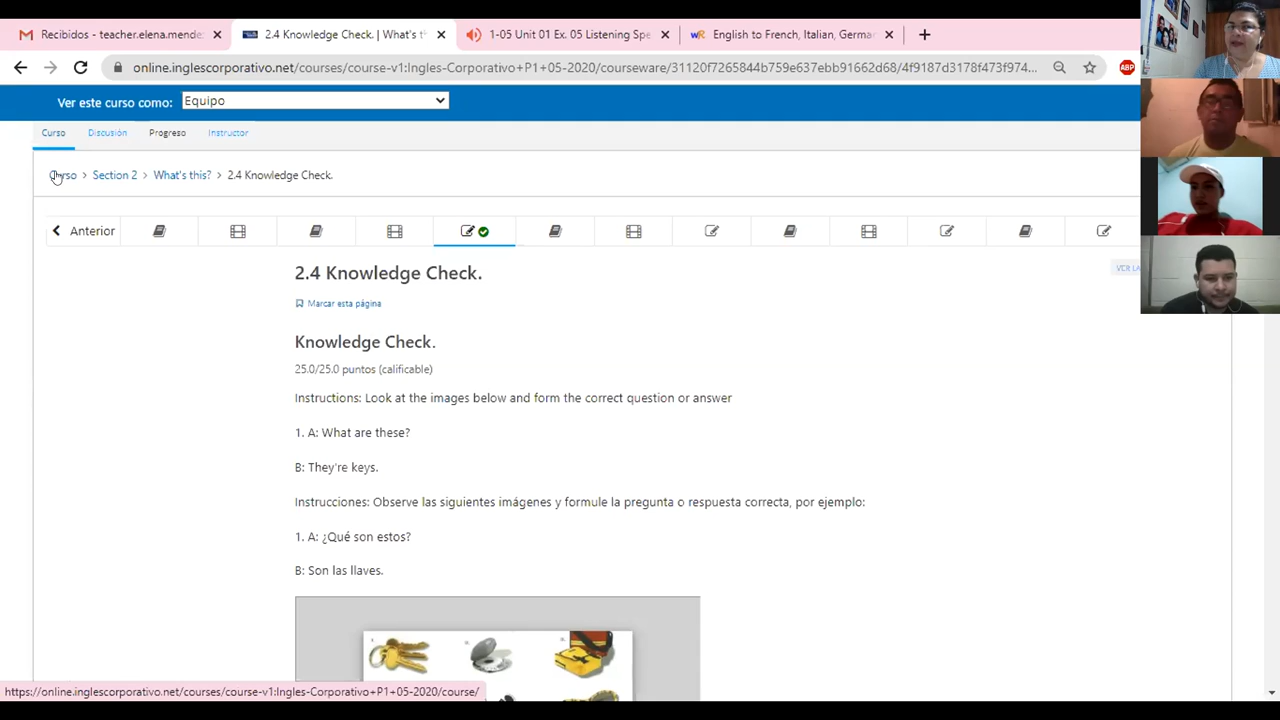 Recibidos - teacher.elena.mende
2.4 Knowledge Check. | What's t
1-05 Unit 01 Ex. 05 Listening Spe
English to French, Italian, Germa
online.inglescorporativo.net/courses/course-v1:Ingles-Corporativo+P1+05-2020/courseware/31120f7265844b759e637ebb91662d68/4f9187d3178f473f974...
ABP
Ver este curso como: Equipo
Curso Discusión Progreso Instructor
Curso > Section 2 > What's this? > 2.4 Knowledge Check.
Anterior
2.4 Knowledge Check.
VER LA
Marcar esta página
Knowledge Check.
25.0/25.0 puntos (calificable)
Instructions: Look at the images below and form the correct question or answer
1. A: What are these?
B: They're keys.
Instrucciones: Observe las siguientes imágenes y formule la pregunta o respuesta correcta, por ejemplo:
1. A: ¿Qué son estos?
B: Son las llaves.
https://online.inglescorporativo.net/courses/course-v1:Ingles-Corporativo+P1+05-2020/course/